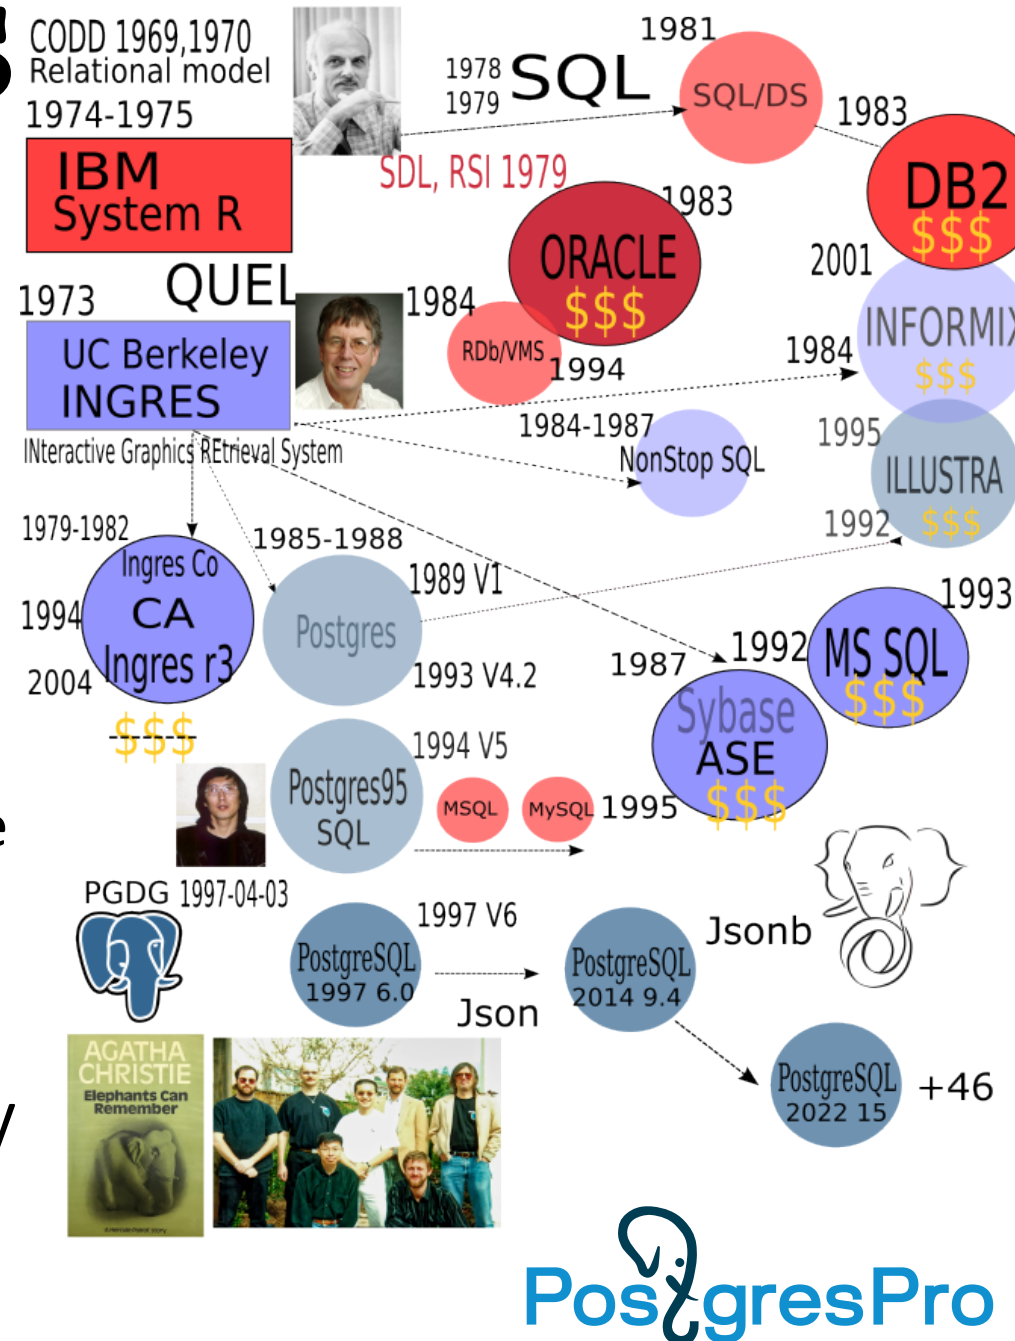 S
CODD 1969,1970
Relational model
1974-1975
IBM
System R
1978
1979
SQL
1981
SQL/DS
1983
DB2
$$$
SDL, RSI 1979
1983
ORACLE
$$$
1984
RDb/VMS
1994
2001
INFORMIX
$$$
1984
QUEL
1973
UC Berkeley
INGRES
INteractive Graphics REtrieval System
1984-1987
NonStop SQL
1995
ILLUSTRA
$$$
1992
1979-1982
Ingres Co
1994
CA
Ingres r3
2004
$$$
1985-1988
1989 V1
Postgres
1993 V4.2
1993
1992
MS SQL
$$$
1987
Sybase
ASE
$$$
1994 V5
Postgres95
SQL
MSQL
MySQL
1995
e
PGDG 1997-04-03
1997 V6
PostgreSQL
1997 6.0
Json
PostgreSQL
2014 9.4
Jsonb
PostgreSQL
2022 15
+46
AGATHA
CHRISTIE
Elephants Can
Remember
y
PostgresPro